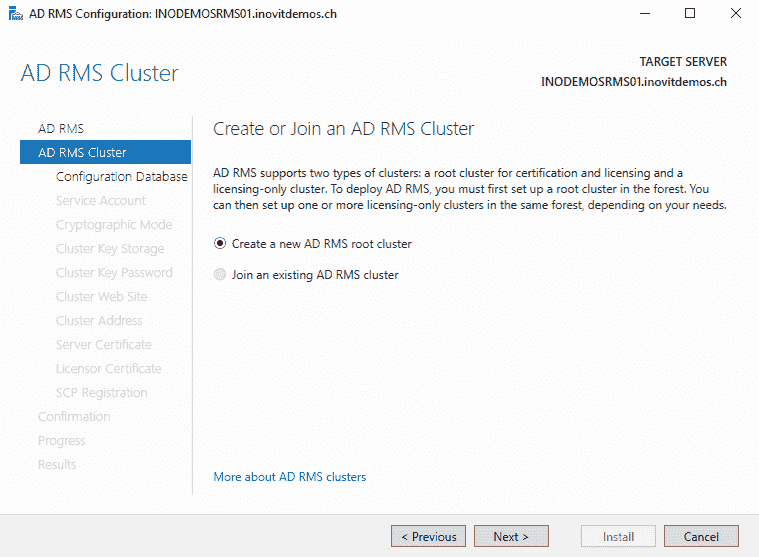 AD RMS Configuration: INODEMOSRMS01.inovitdemos.ch
AD RMS Cluster
TARGET SERVER
INODEMOSRMS01.inovitdemos.ch
AD RMS
AD RMS Cluster
Configuration Database
Service Account
Cryptographic Mode
Cluster Key Storage
Cluster Key Password
Cluster Web Site
Cluster Address
Server Certificate
Licensor Certificate
SCP Registration
Confirmation
Progress
Results
Create or Join an AD RMS Cluster
AD RMS supports two types of clusters: a root cluster for certification and licensing and a
licensing-only cluster. To deploy AD RMS, you must first set up a root cluster in the forest. You
can then set up one or more licensing-only clusters in the same forest, depending on your needs.
Create a new AD RMS root cluster
Join an existing AD RMS cluster
More about AD RMS clusters
< Previous
Next >
Install
Cancel